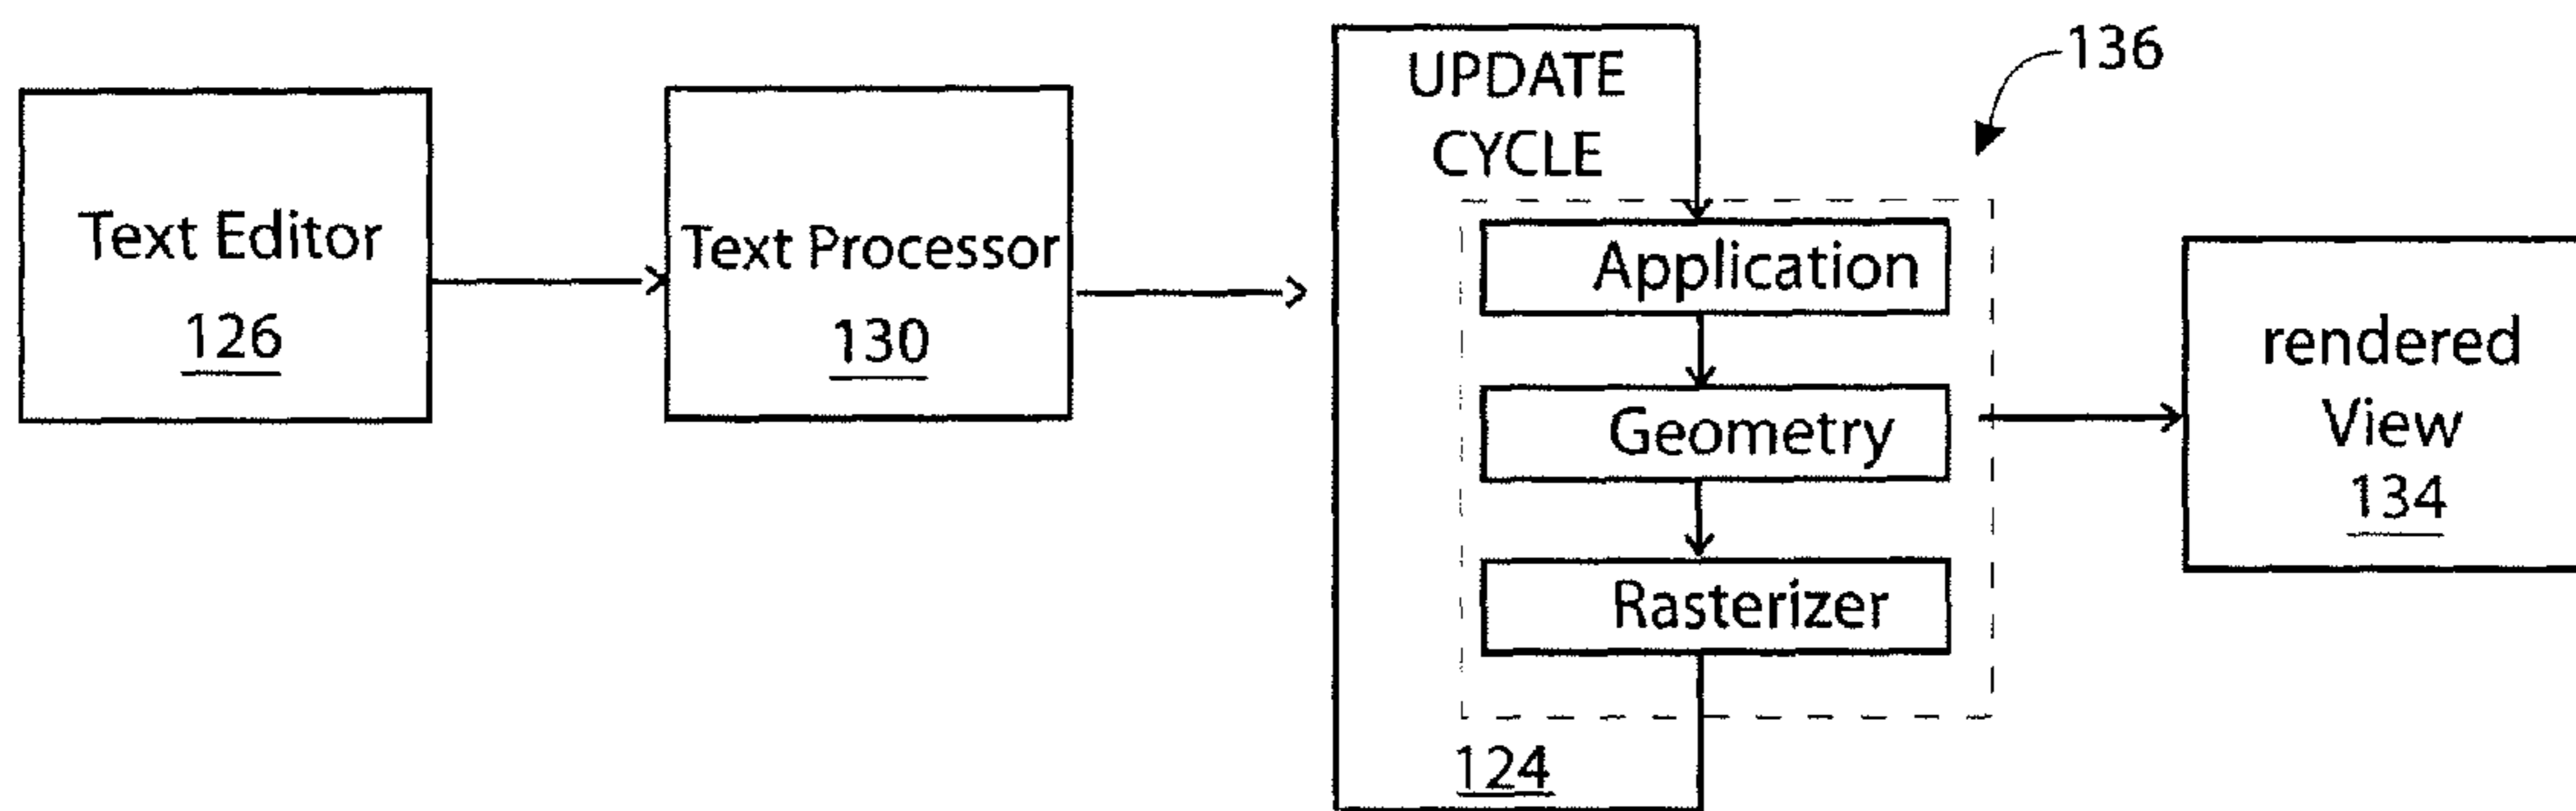 Text Editor
126
Text Processor
130
UPDATE
CYCLE
136
Application
Geometry
Rasterizer
124
rendered
View
134